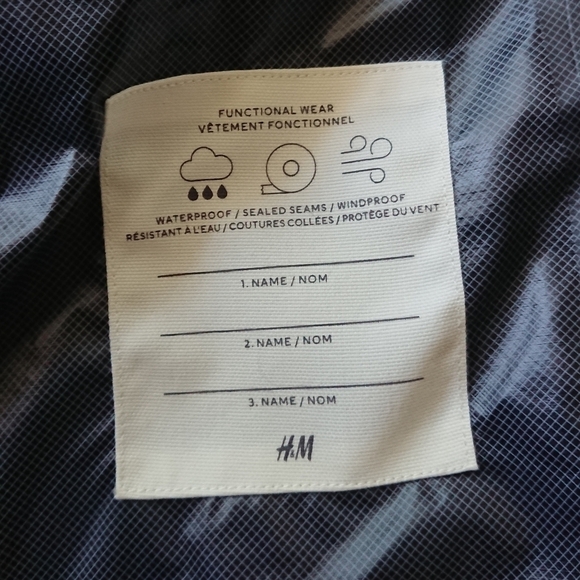 FUNCTIONAL WEAR
VÊTEMENT FONCTIONNEL
WATERPROOF / SEALED SEAMS / WINDPROOF
RÉSISTANT À L'EAU / COUTURES COLLÉES / PROTÈGE DU VENT
1. NAME / NOM
2. NAME / NOM
3. NAME / NOM
H&M